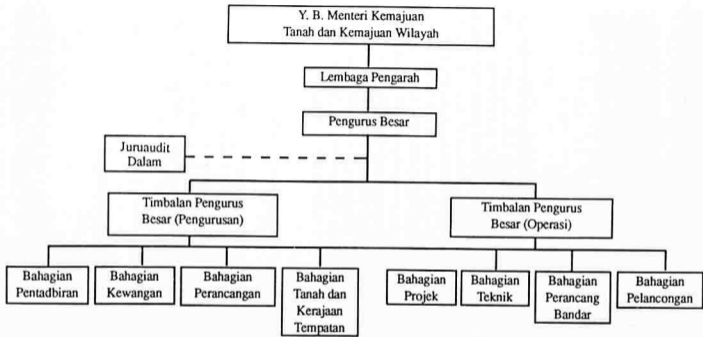 Y. B. Menteri Kemajuan
Tanah dan Kemajuan Wilayah
Lembaga Pengarah
Pengurus Besar
Juruaudit
Dalam
Timbalan Pengurus
Besar (Pengurusan)
Timbalan Pengurus
Besar (Operasi)
Bahagian
Pentadbiran
Bahagian
Kewangan
Bahagian
Perancangan
Bahagian
Tanah dan
Kerajaan
Tempatan
Bahagian
Projek
Bahagian
Teknik
Bahagian
Perancang
Bandar
Bahagian
Pelancongan